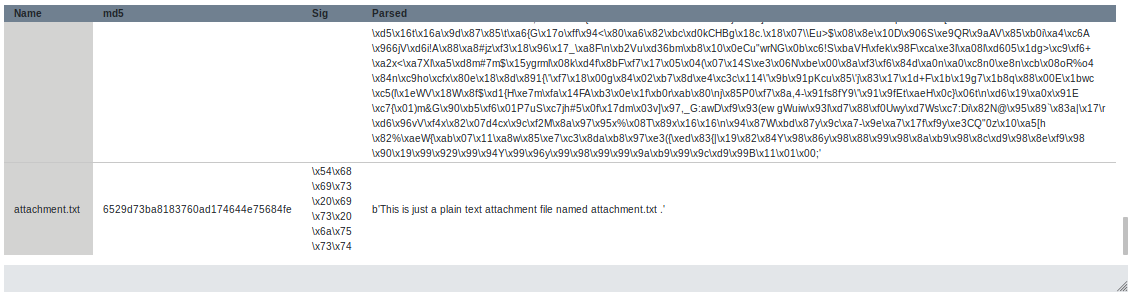 Name md5 Sig Parsed
\xd5\x16t\x16a\x9d\x87\x85\t\xa6{G\x17o\xff\x94<\x80\xa6\x82\xbc\xd0kCHBg\x18c.\x18\x07\\Eu>$\x08\x8e\x10D\x906S\xe9QR\x9aAV\x85\xb0i\xa4\xc6A
\x966jV\xd6i!A\x88\xa8#jz\xf3\x18\x96\x17_\xa8F\n\xb2Vu\xd36bm\xb8\x10\x0eCu"wrNG\x0b\xc6!S\xbaVH\xfek\x98F\xca\xe3I\xa08I\xd605\x1dg>\xc9\xf6+
\xa2x<\xa7XI\xa5\xd8m#7m$\x15ygrmI\x08k\xd4f\x8bF\xf7\x17\x05\x04(\x07\x14S\xe3\x06N\xbe\x00\x8a\xf3\xf6\x84d\xa0n\xa0\xc8n0\xe8n\xcb\x08oR%o4
\x84n\xc9ho\xcfx\x80e\x18\x8d\x891{\'\xf7\x18\x00g\x84\x02\xb7\x8d\xe4\xc3c\x114\'\x9b\x91pKcu\x85\'j\x83\x17\x1d+F\x1b\x19g7\x1b8q\x88\x00E\x1bwc
\xc5(I\x1eWV\x18W\x8f$\xd1{H\xe7m\xfa\x14FA\xb3\x0e\x1f\xb0r\xab\x80\nj\x85P0\xf7\x8a,4-\x91fs8fY9\'\x91\x9fEt\xaeH\x0c}\x06t\n\xd6\x19\xa0x\x91E
\xc7{\x01)m&G\x90\xb5\xf6\x01P7uS\xc7jh#5\x0f\x17dm\x03v]\x97,_G:awD\xf9\x93(ew gWuiw\x93I\xd7\x88\xf0Uwy\xd7Ws\xc7:Di\x82N@\x95\x89`\x83a[\x17\r
\xd6\x96vV\xf4x\x82\x07d4cx\x9c\xf2M\x8a\x97\x95x%\x08T\x89x\x16\x16\n\x94\x87W\xbd\x87y\x9c\xa7-\x9e\xa7\x17f\xf9y\xe3CQ"0z\x10\xa5[h
\x82%\xaeW{\xab\x07\x11\xa8w\x85\xe7\xc3\x8da\xb8\x97\xe3({\xed\x83{]\x19\x82\x84Y\x98\x86y\x98\x88\x99\x98\x8a\xb9\x98\x8c\xd9\x98\x8e\xf9\x98
\x90\x19\x99\x929\x99\x94Y\x99\x96y\x99\x98\x99\x99\x9a\xb9\x99\x9c\xd9\x99B\x11\x01\x00;'
\x54\x68
\x69\x73
\x20\x69
attachment.txt 6529d73ba8183760ad174644e75684fe \x73\x20 b'This is just a plain text attachment file named attachment.txt .'
\x6a\x75
\x73\x74